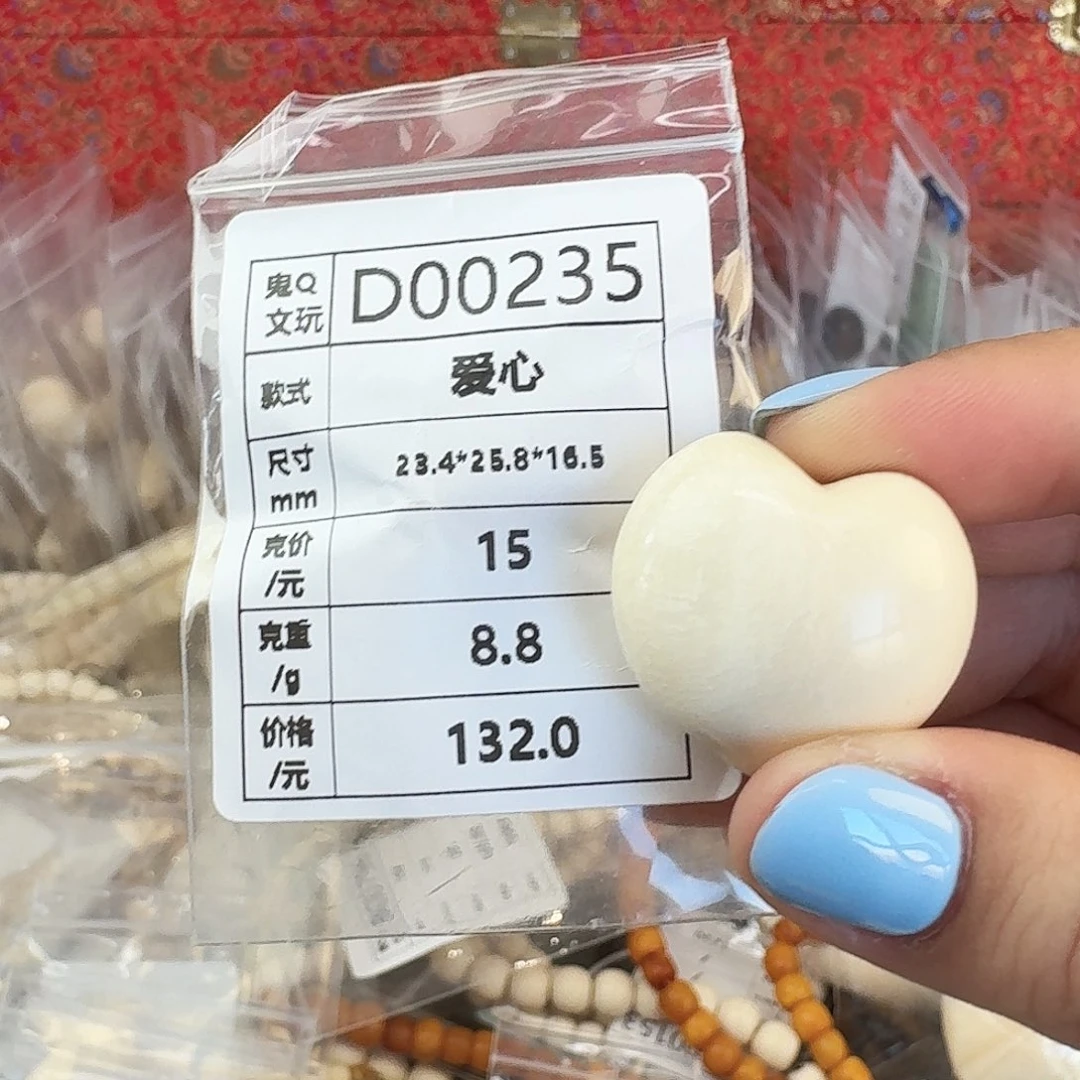 鬼Q
文玩
D00235
款式
爱心
尺寸
mm
23.4*25.8*16.5
克价
/元
15
克重
/g
8.8
价格
/元
132.0